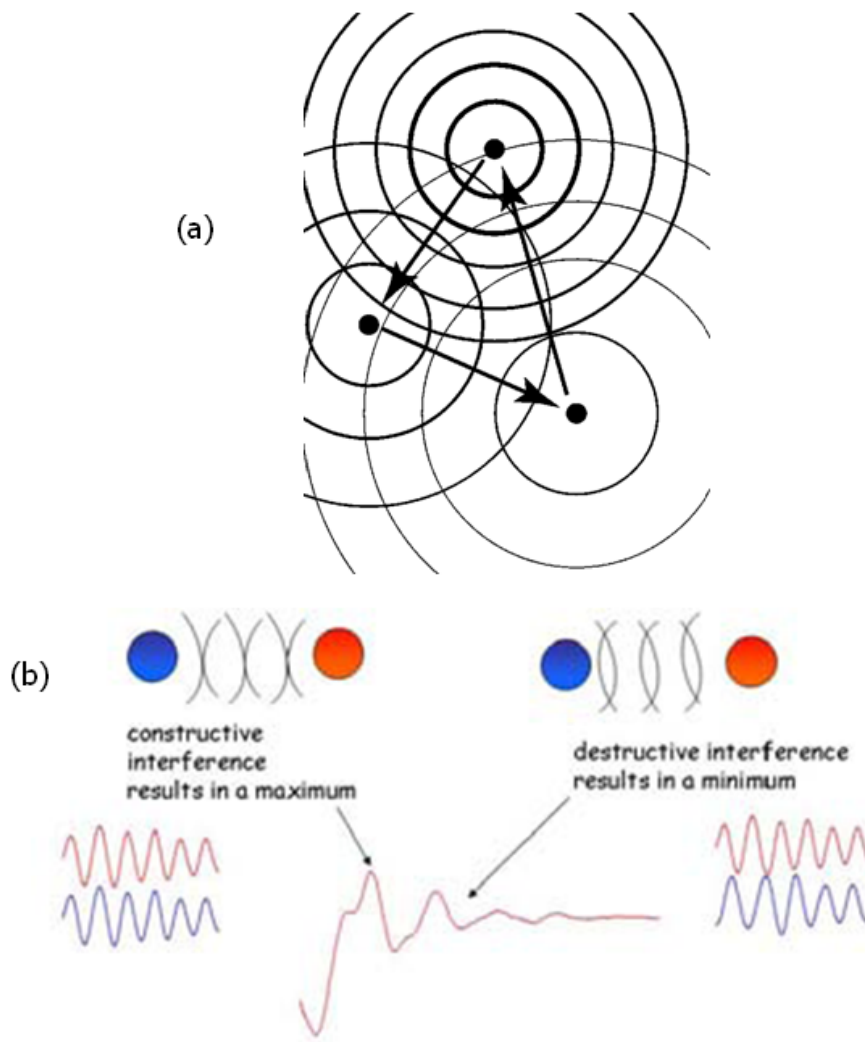 (a)
(b)
constructive
interference
results in a maximum
destructive interference
results in a minimum